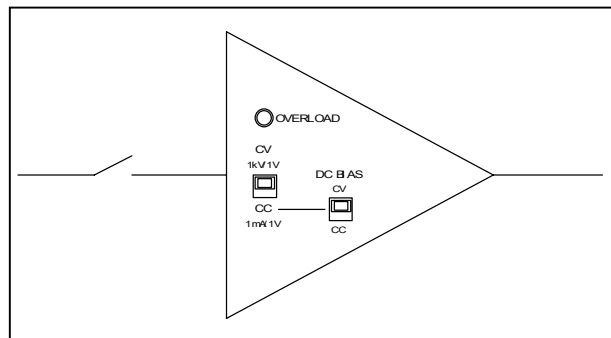 OVERLOAD
CV
1kV/1V
DC BIAS
CV
CC
1mA/1V
CC